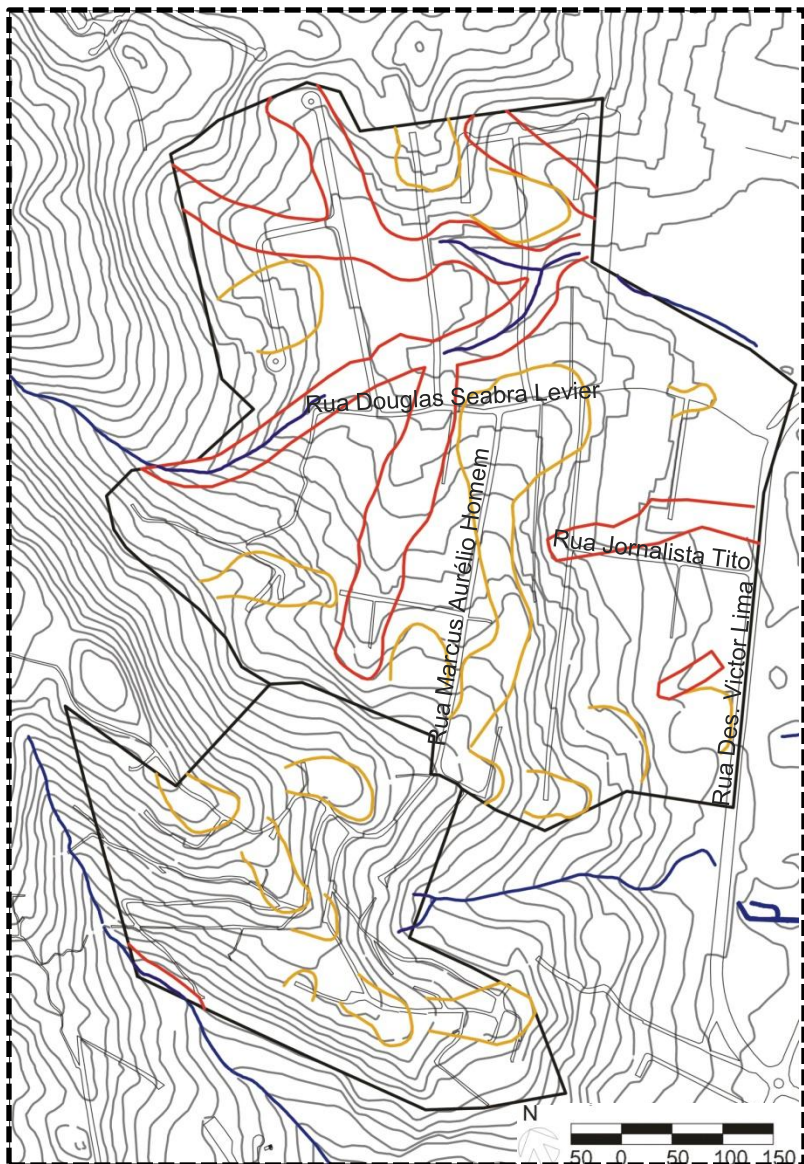 Rua Douglas Seabra Levier
Rua Marcus Aurélio Homem
Rua Jornalista Tito
Rua Des. Victor Lima
N
50 0 50 100 150